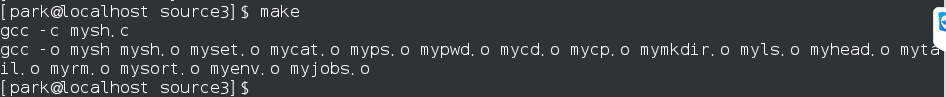 [park@localhost source3]$ make
gcc -c mysh.c
gcc -o mysh mysh.o myset.o mycat.o myps.o mypwd.o mycd.o mycp.o mymkdir.o myls.o myhead.o myta
il.o myrm.o mysort.o myenv.o myjobs.o
[park@localhost source3]$